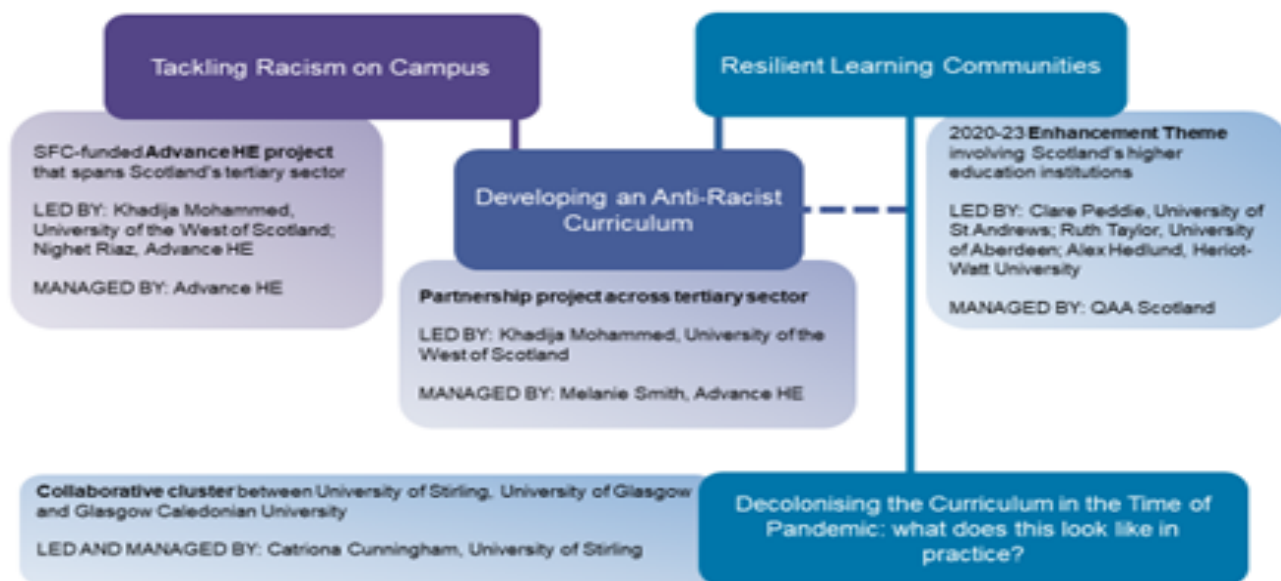 Tackling Racism on Campus
SFC-funded Advance HE project
that spans Scotland's tertiary sector
LED BY: Khadija Mohammed,
University of the West of Scotland;
Nighet Riaz, Advance HE
MANAGED BY: Advance HE
Resilient Learning Communities
2020-23 Enhancement Theme
involving Scotland's higher
education institutions
LED BY: Clare Peddie, University of
St Andrews; Ruth Taylor, University
of Aberdeen; Alex Hedlund, Heriot-
Watt University
MANAGED BY: QAA Scotland
Developing an Anti-Racist
Curriculum
Partnership project across tertiary sector
LED BY: Khadija Mohammed, University of the
West of Scotland
MANAGED BY: Melanie Smith, Advance HE
Collaborative cluster between University of Stirling, University of Glasgow
and Glasgow Caledonian University
LED AND MANAGED BY: Catriona Cunningham, University of Stirling
Decolonising the Curriculum in the Time of
Pandemic: what does this look like in
practice?